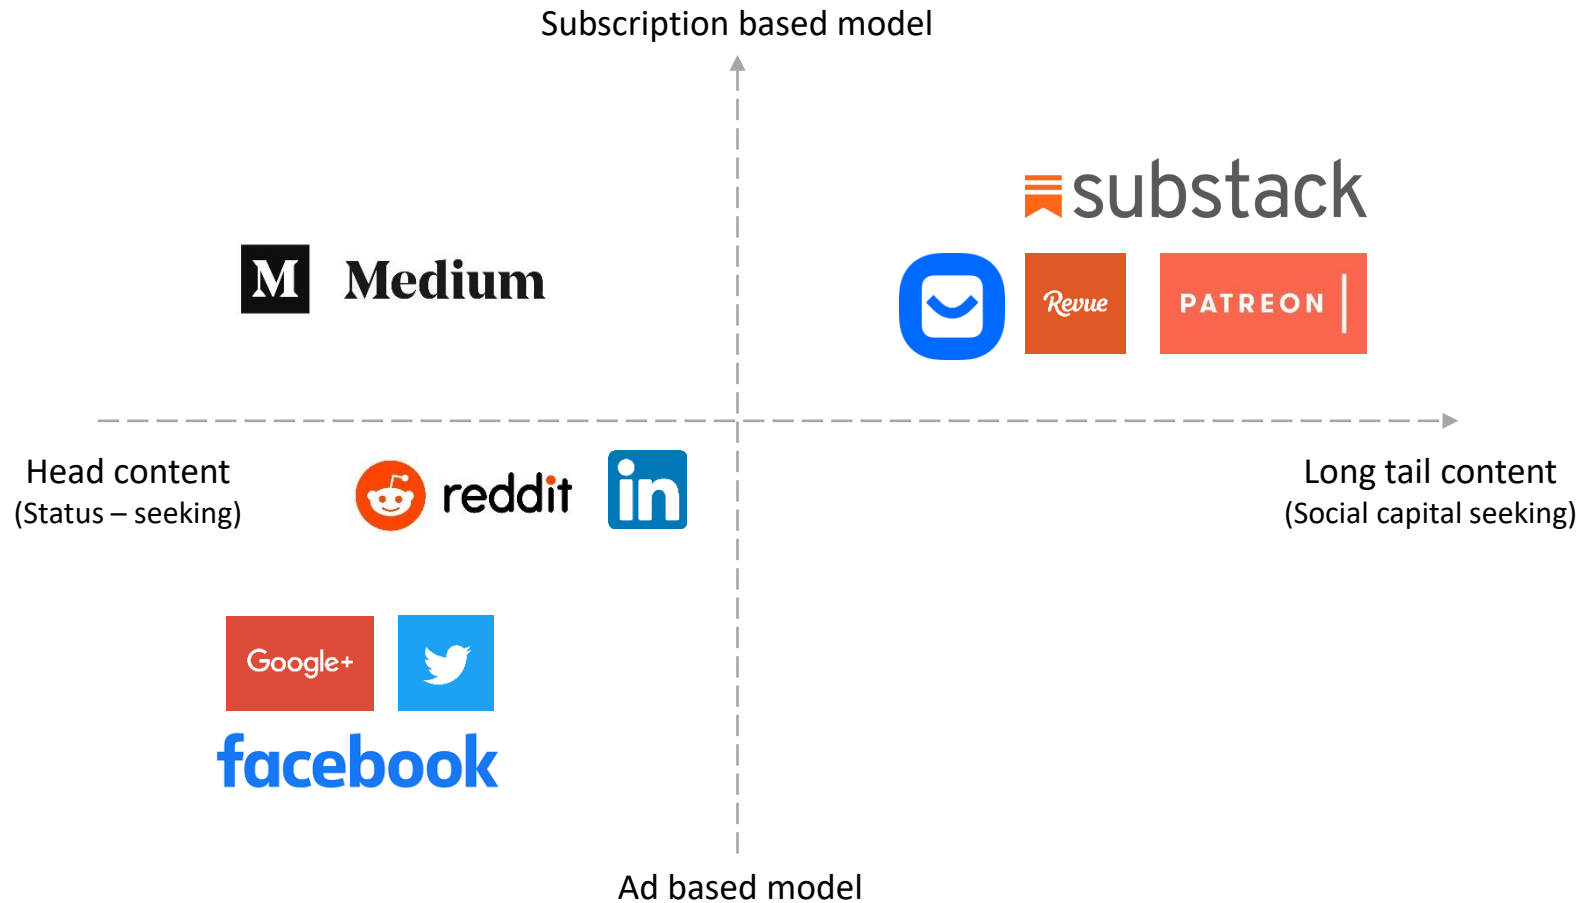 Subscription based model
substack
M Medium
Revue
PATREON
Head content
(Status – seeking)
reddit
in
Long tail content
(Social capital seeking)
Google+
facebook
Ad based model